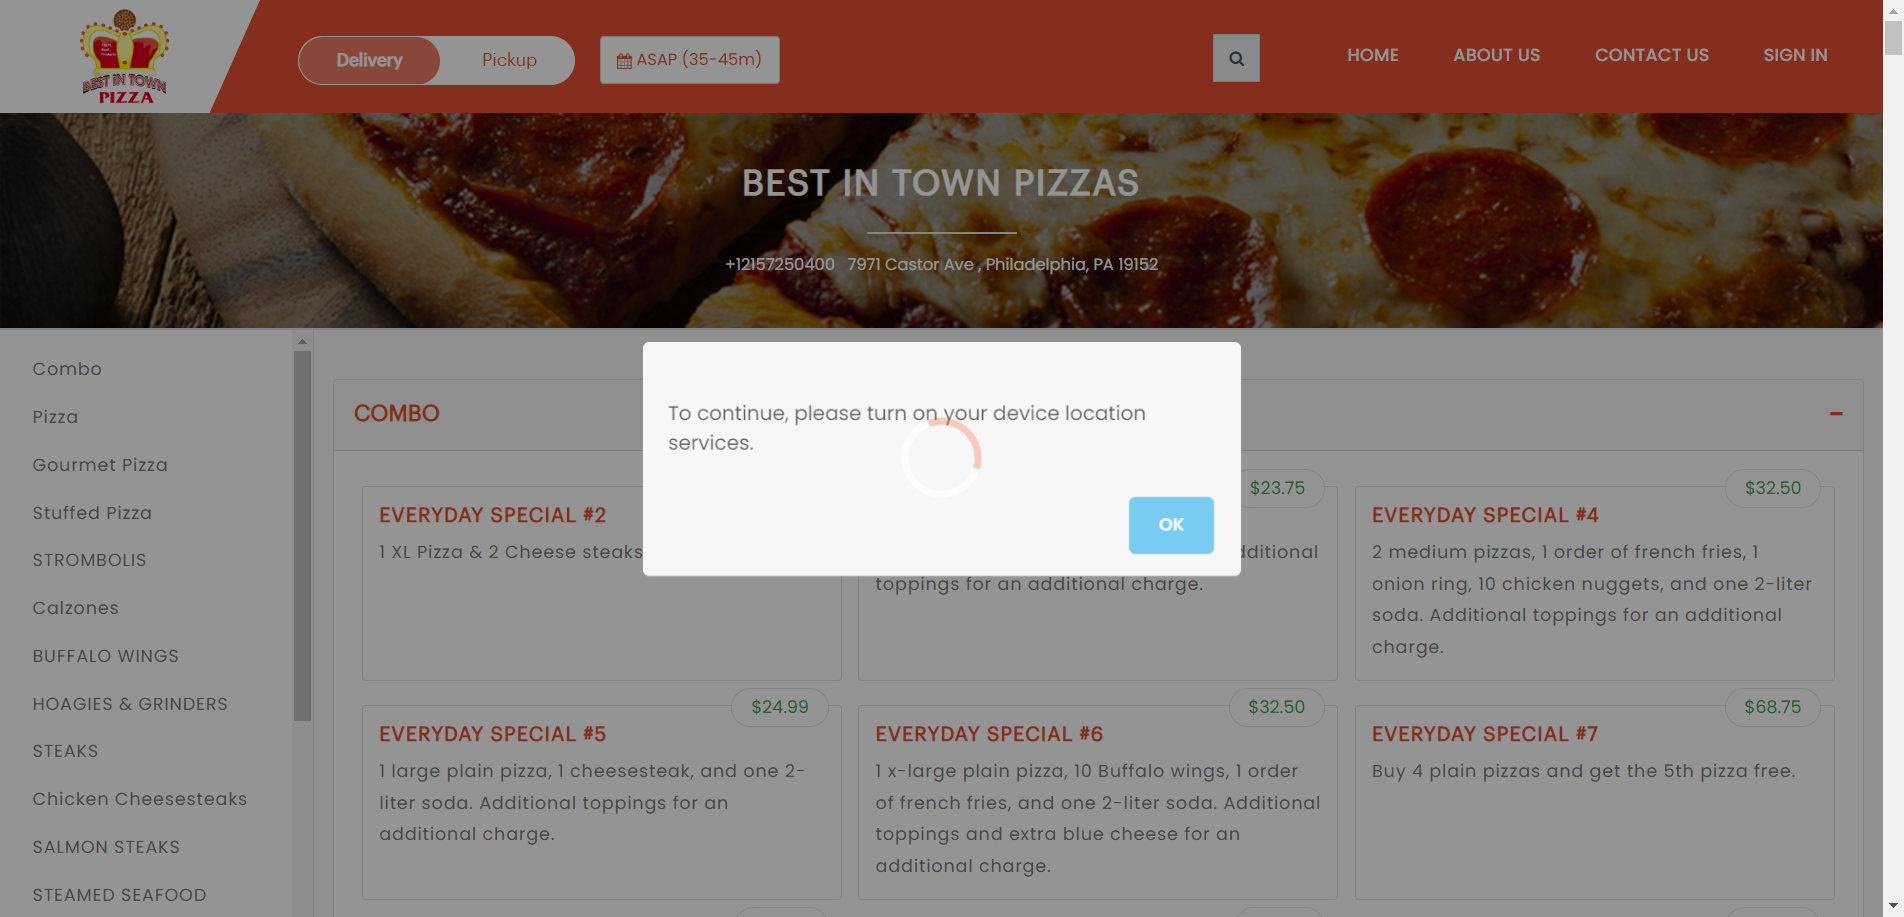 BEST IN TOWN
PIZZA
Delivery
Pickup
ASAP (35-45m)
HOME
ABOUT US
CONTACT US
SIGN IN
BEST IN TOWN PIZZAS
+12157250400 7971 Castor Ave , Philadelphia, PA 19152
Combo
Pizza
Gourmet Pizza
Stuffed Pizza
STROMBOLIS
Calzones
BUFFALO WINGS
HOAGIES & GRINDERS
STEAKS
Chicken Cheesesteaks
SALMON STEAKS
STEAMED SEAFOOD
COMBO
To continue, please turn on your device location
services.
OK
EVERYDAY SPECIAL #2
1 XL Pizza & 2 Cheese steaks
$23.75
toppings for an additional charge.
$32.50
EVERYDAY SPECIAL #4
2 medium pizzas, 1 order of french fries, 1
onion ring, 10 chicken nuggets, and one 2-liter
soda. Additional toppings for an additional
charge.
$24.99
EVERYDAY SPECIAL #5
1 large plain pizza, 1 cheesesteak, and one 2-
liter soda. Additional toppings for an
additional charge.
$32.50
EVERYDAY SPECIAL #6
1 x-large plain pizza, 10 Buffalo wings, 1 order
of french fries, and one 2-liter soda. Additional
toppings and extra blue cheese for an
additional charge.
$68.75
EVERYDAY SPECIAL #7
Buy 4 plain pizzas and get the 5th pizza free.